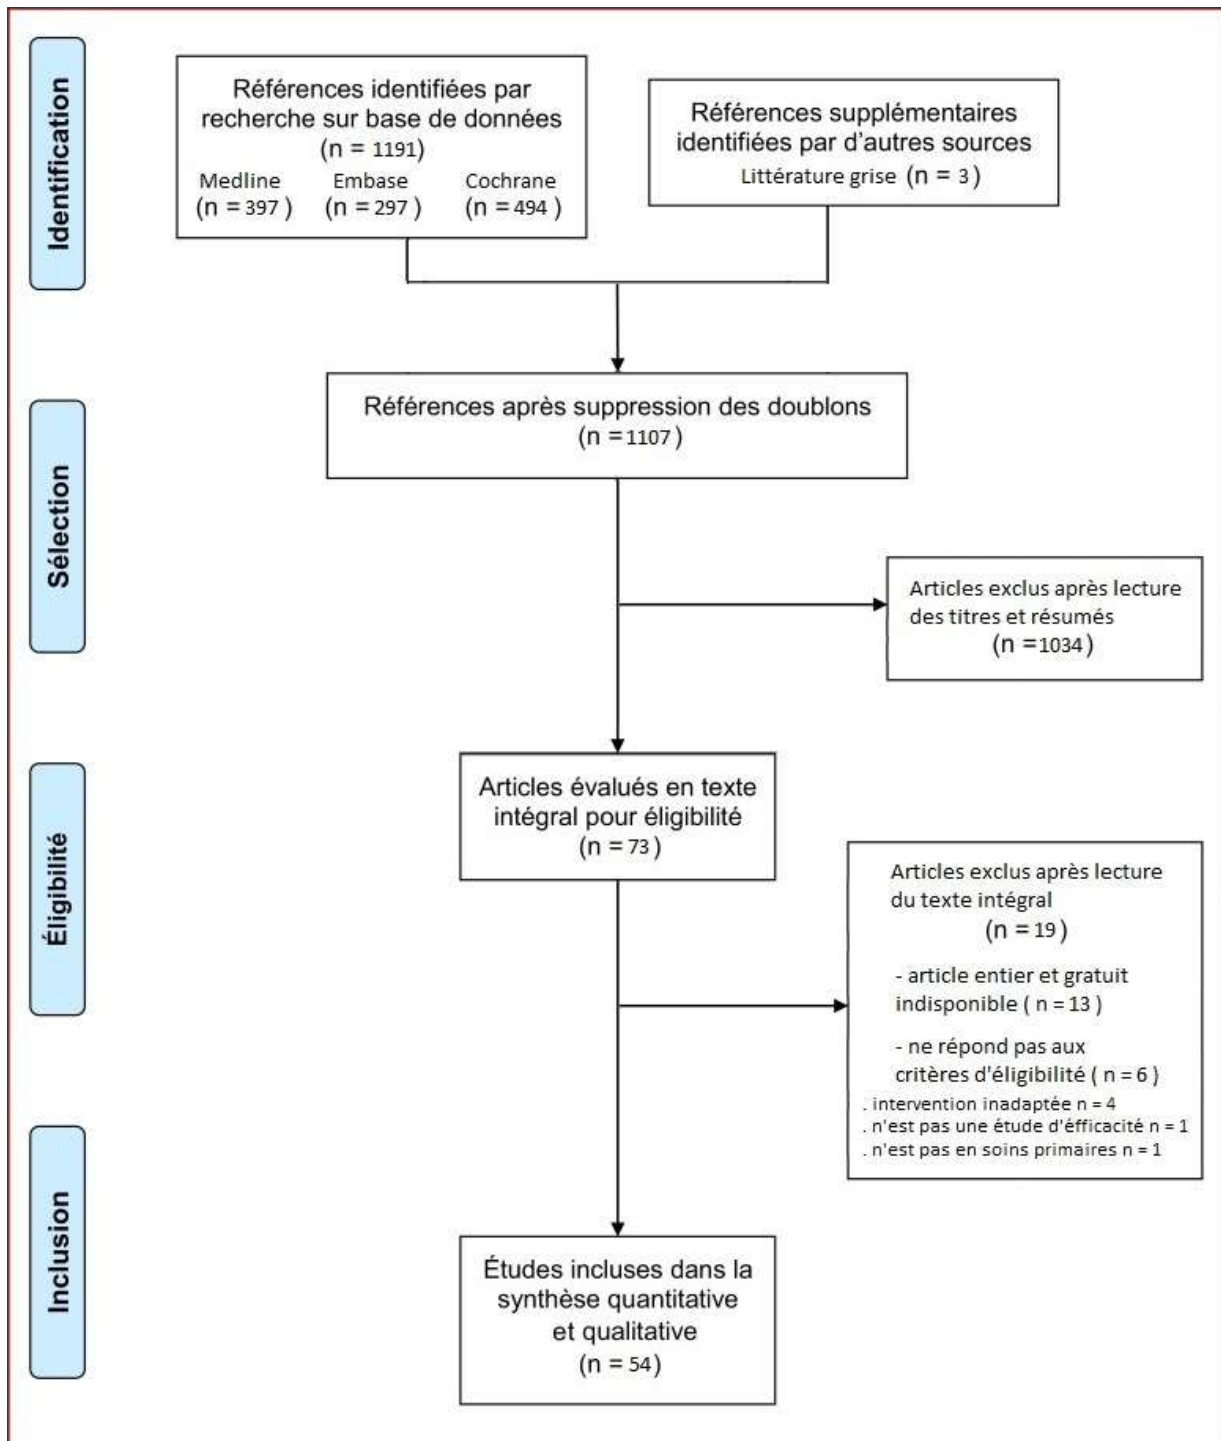 Identification
Références identifiées par
recherche sur base de données
(n = 1191)
Medline Embase Cochrane
(n = 397) (n = 297) (n = 494)
Références supplémentaires
identifiées par d'autres sources
Littérature grise (n = 3)
Sélection
Références après suppression des doublons
(n = 1107)
Articles exclus après lecture
des titres et résumés
(n =1034)
Éligibilité
Articles évalués en texte
intégral pour éligibilité
(n = 73)
Articles exclus après lecture
du texte intégral
(n = 19)
- article entier et gratuit
indisponible ( n = 13 )
- ne répond pas aux
critères d'éligibilité ( n = 6 )
. intervention inadaptée n = 4
. n'est pas une étude d'éfficacité n = 1
. n'est pas en soins primaires n = 1
Inclusion
Études incluses dans la
synthèse quantitative
et qualitative
(n = 54)